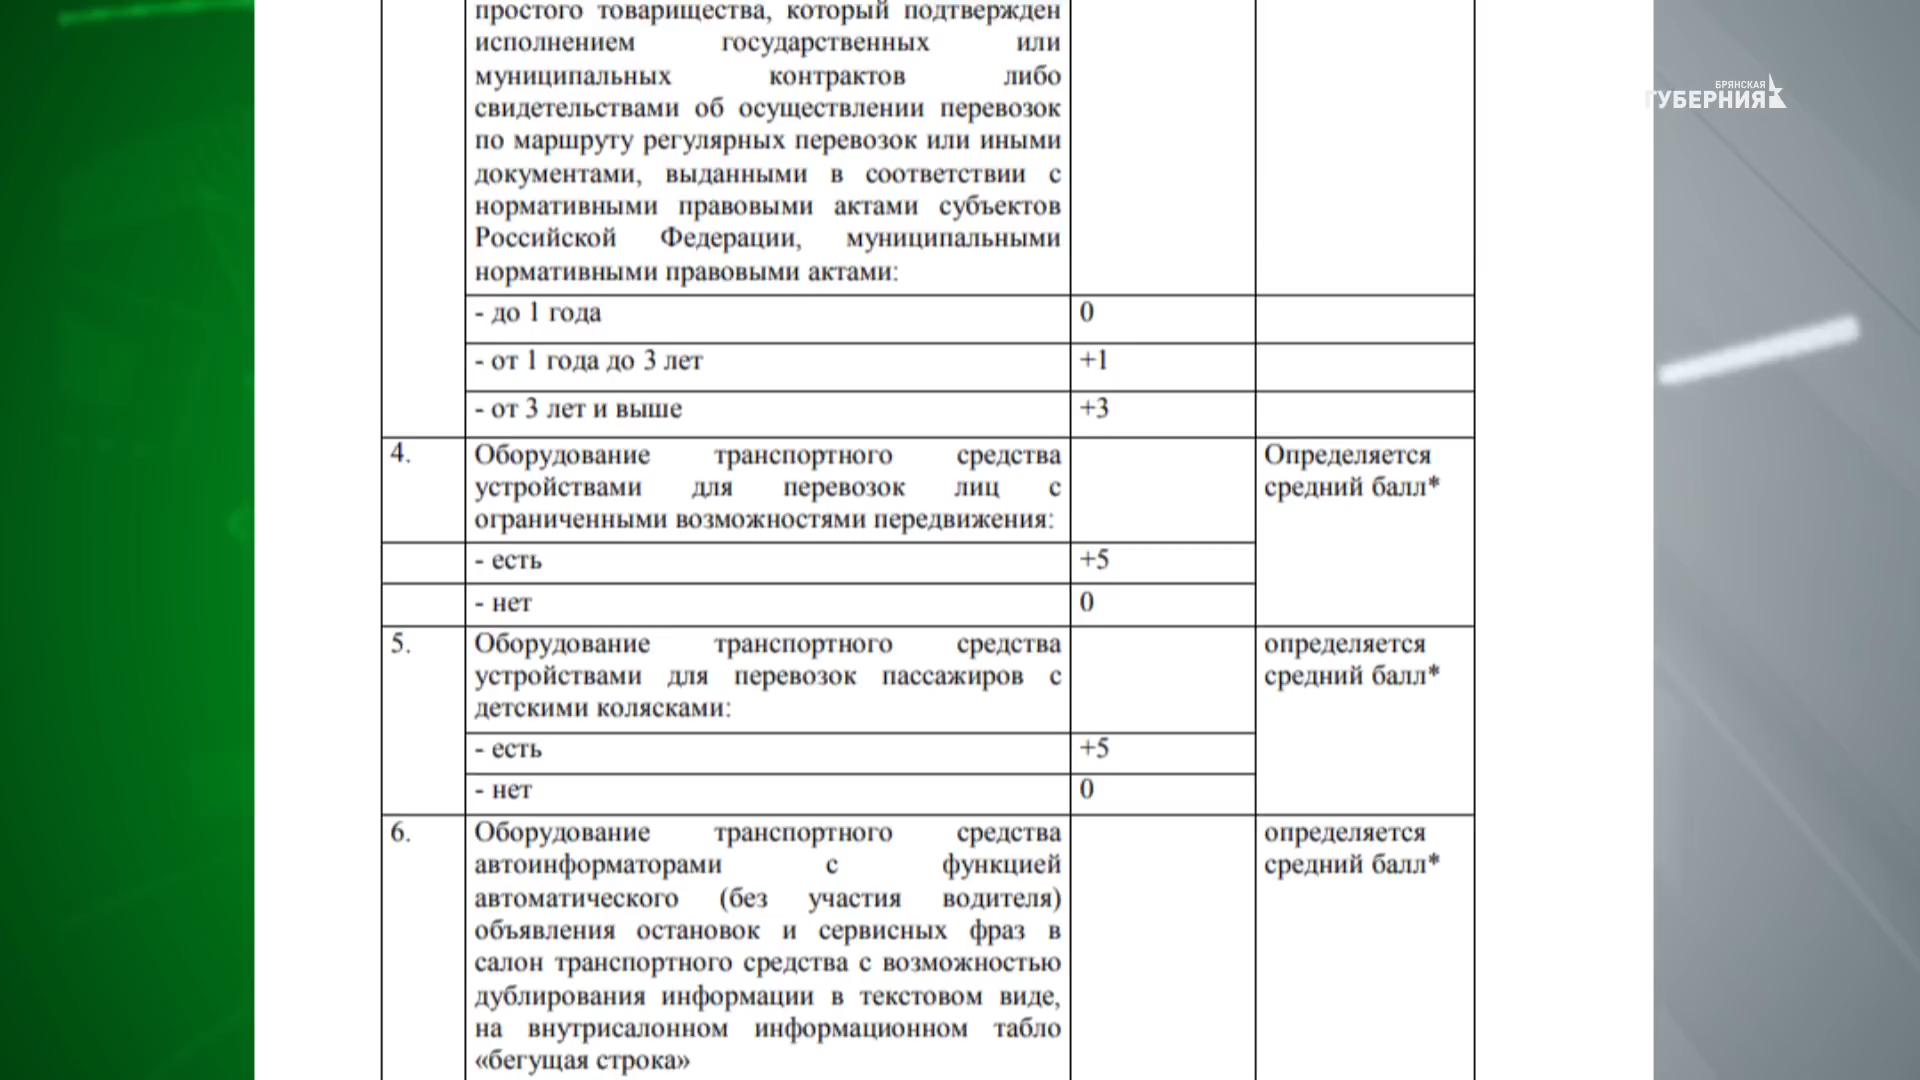 простого товарищества, который подтвержден
исполнением государственных или
муниципальных контрактов либо
свидетельствами об осуществлении перевозок
по маршруту регулярных перевозок или иными
документами, выданными в соответствии с
нормативными правовыми актами субъектов
Российской Федерации, муниципальными
нормативными правовыми актами:
- до 1 года 0
- от 1 года до 3 лет +1
- от 3 лет и выше +3
4. Оборудование транспортного средства Определяется
устройствами для перевозок лиц с средний балл*
ограниченными возможностями передвижения:
- есть +5
- нет 0
5. Оборудование транспортного средства определяется
устройствами для перевозок пассажиров с средний балл*
детскими колясками:
- есть +5
- нет 0
6. Оборудование транспортного средства определяется
автоинформаторами с функцией средний балл*
автоматического (без участия водителя)
объявления остановок и сервисных фраз в
салон транспортного средства с возможностью
дублирования информации в текстовом виде,
на внутрисалонном информационном табло
«бегущая строка»
БРЯНСКАЯ
ГУБЕРНИЯ